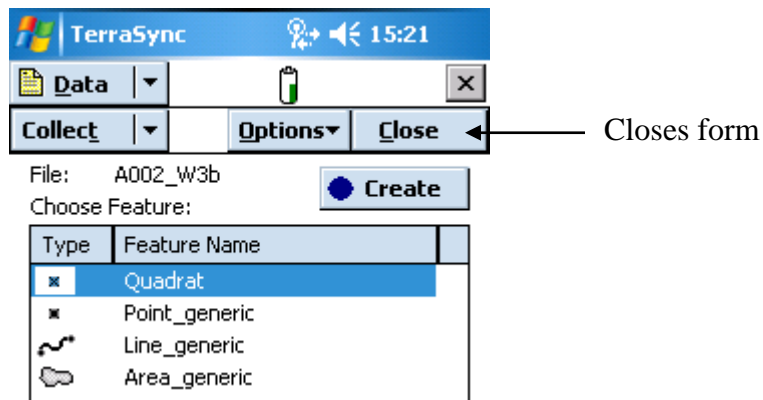 TerraSync 15:21
Data
Collect Options Close Closes form
File: A002_W3b Create
Choose Feature:
Type Feature Name
Quadrat
Point_generic
Line_generic
Area_generic